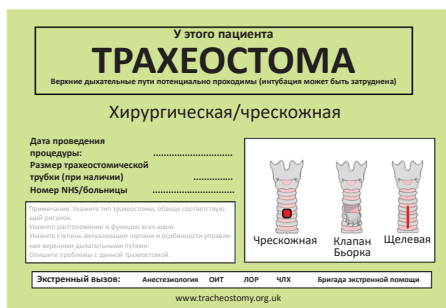 У этого пациента
ТРАХЕОСТОМА
Верхние дыхательные пути потенциально проходимы (интубация может быть затруднена)
Хирургическая/чрескожная
Дата проведения
процедуры: ................................
Размер трахеостомической
трубки (при наличии) ................
Номер NHS/больницы ................................
Примечания. Укажите тип трахеостомы, обведя соответствую-
щий рисунок.
Укажите расположение и функцию всех швов.
Укажите степень визуализации гортани и особенности управле-
ния верхними дыхательными путями.
Опишите проблемы с данной трахеостомой.
Чрескожная
Клапан
Бьорка
Щелевая
Экстренный вызов: Анестезиология ОИТ ЛОР ЧЛХ Бригада экстренной помощи
www.tracheostomy.org.uk